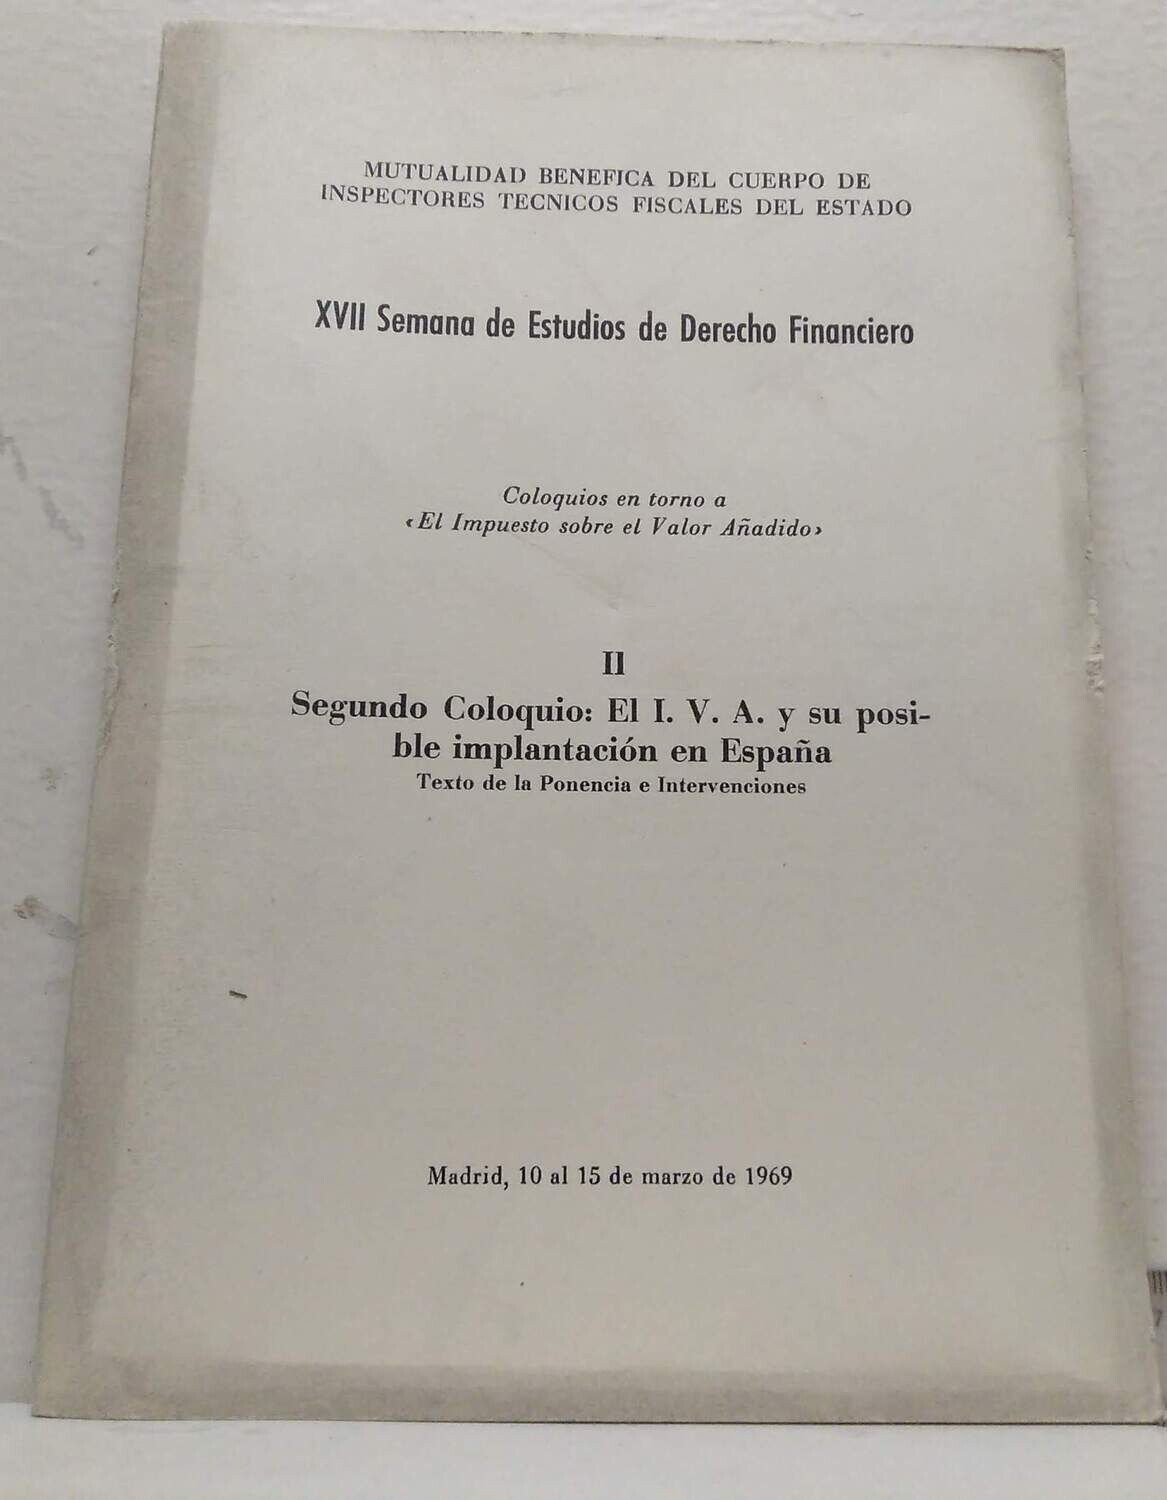 MUTUALIDAD BENEFICA DEL CUERPO DE
INSPECTORES TECNICOS FISCALES DEL ESTADO
XVII Semana de Estudios de Derecho Financiero
Coloquios en torno a
‹El Impuesto sobre el Valor Añadido›
II
Segundo Coloquio: El I. V. A. y su posi-
ble implantación en España
Texto de la Ponencia e Intervenciones
Madrid, 10 al 15 de marzo de 1969